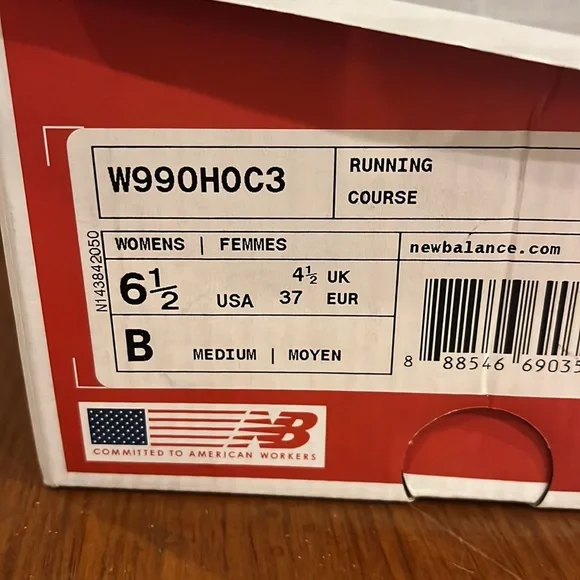 W990HOC3
RUNNING
COURSE
WOMENS | FEMMES
newbalance.com
6½ USA
4½ UK
37 EUR
B MEDIUM | MOYEN
N143842050
8 88546 69035
NB
COMMITTED TO AMERICAN WORKERS